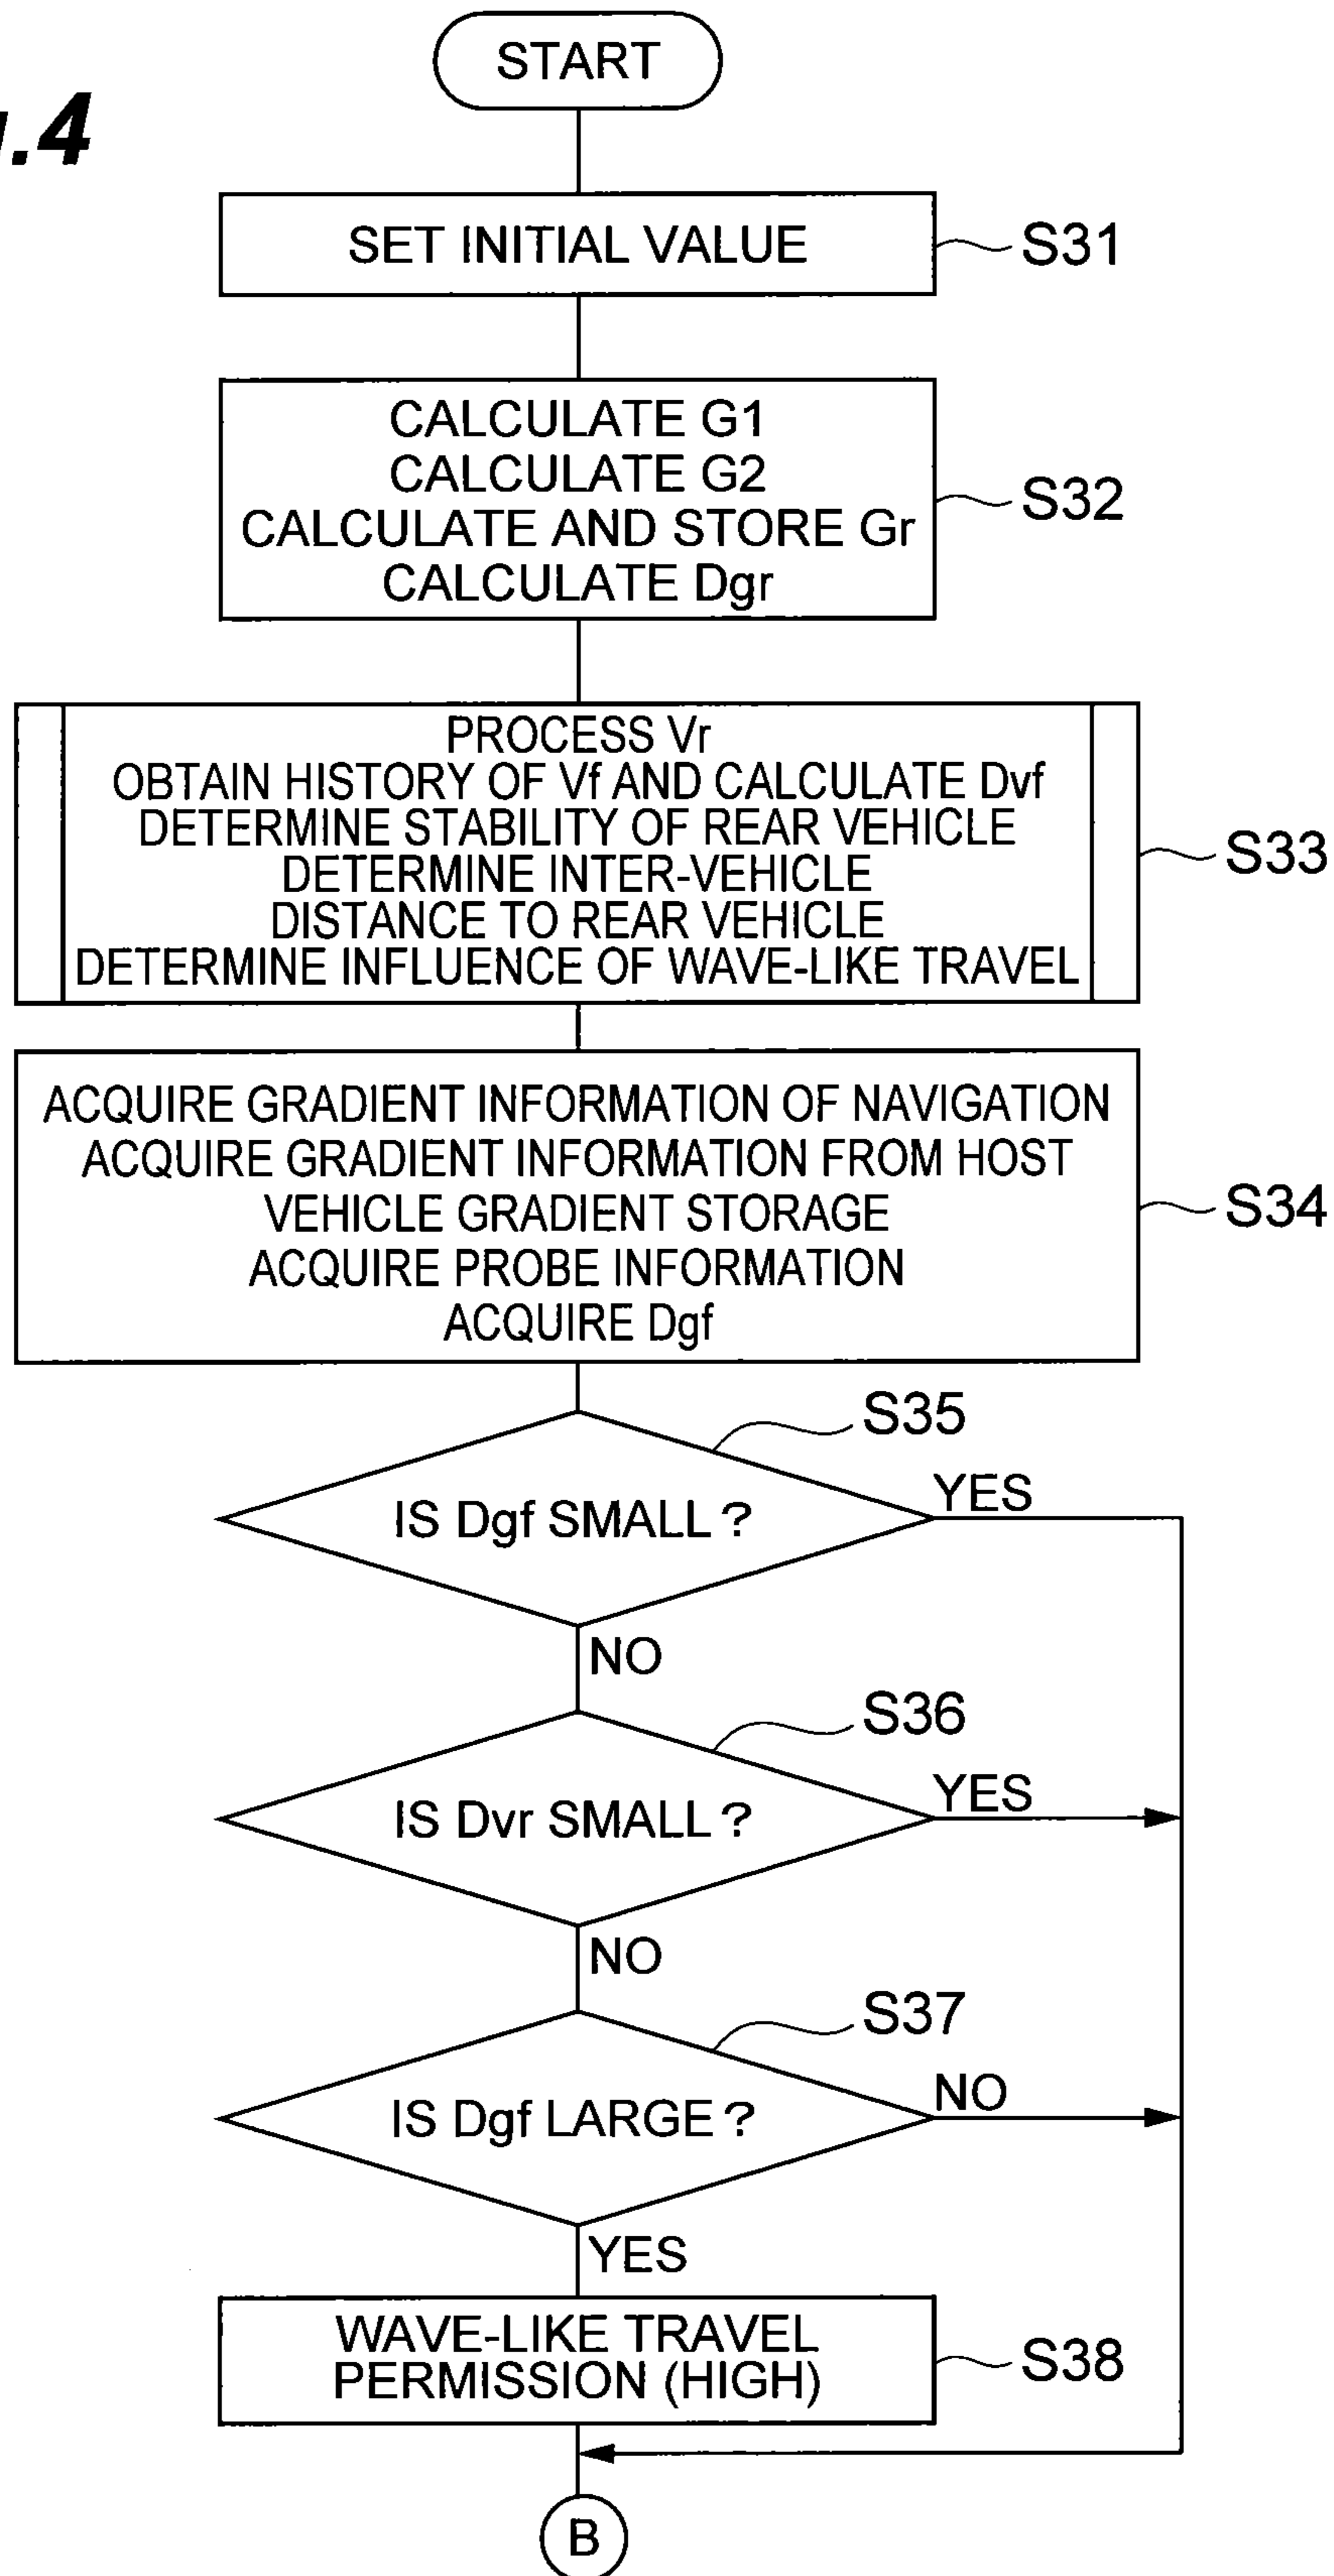 .4
START
SET INITIAL VALUE
S31
CALCULATE G1
CALCULATE G2
CALCULATE AND STORE Gr
CALCULATE Dgr
S32
PROCESS Vr
OBTAIN HISTORY OF Vf AND CALCULATE Dvf
DETERMINE STABILITY OF REAR VEHICLE
DETERMINE INTER-VEHICLE
DISTANCE TO REAR VEHICLE
DETERMINE INFLUENCE OF WAVE-LIKE TRAVEL
S33
ACQUIRE GRADIENT INFORMATION OF NAVIGATION
ACQUIRE GRADIENT INFORMATION FROM HOST
VEHICLE GRADIENT STORAGE
ACQUIRE PROBE INFORMATION
ACQUIRE Dgf
S34
S35
IS Dgf SMALL ?
YES
NO
S36
IS Dvr SMALL ?
YES
NO
S37
IS Dgf LARGE ?
NO
YES
WAVE-LIKE TRAVEL
PERMISSION (HIGH)
S38
B